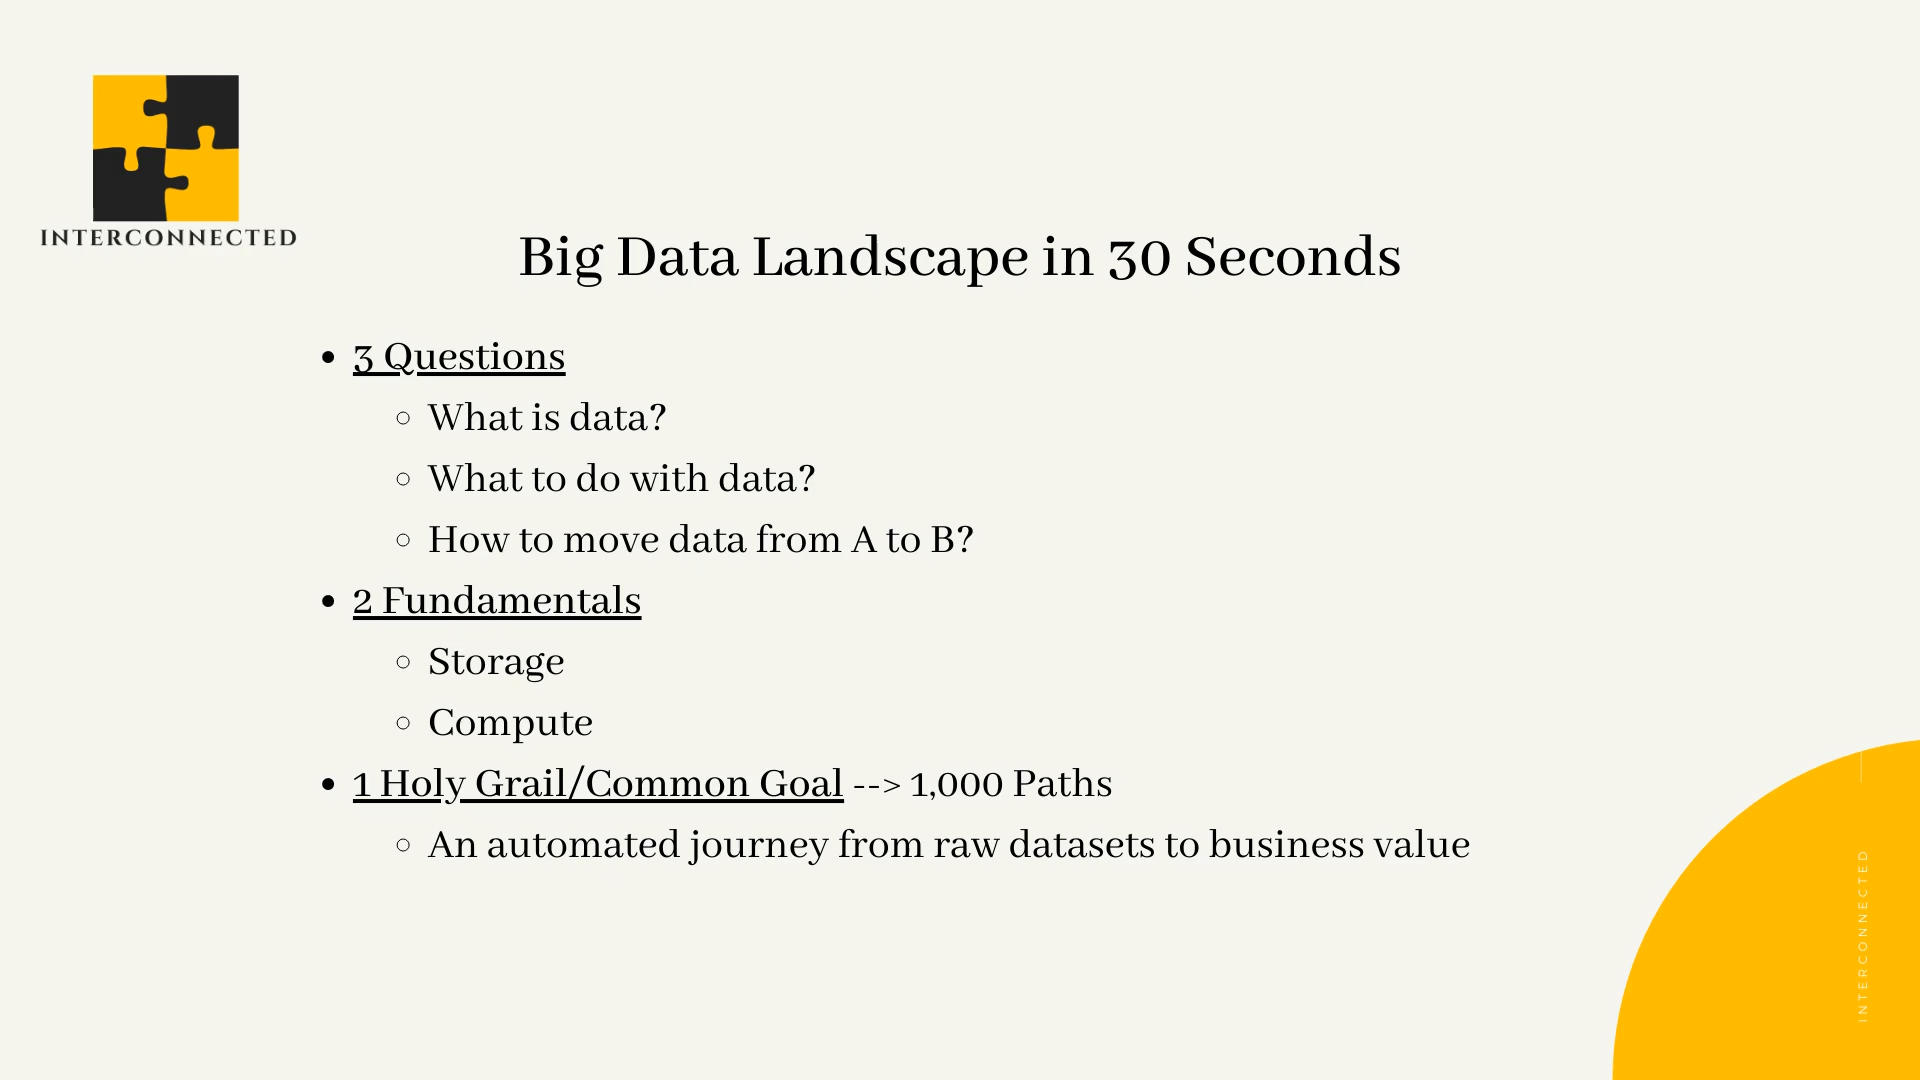 INTERCONNECTED
Big Data Landscape in 30 Seconds
• 3 Questions
○ What is data?
○ What to do with data?
○ How to move data from A to B?
• 2 Fundamentals
○ Storage
○ Compute
• 1 Holy Grail/Common Goal --> 1,000 Paths
○ An automated journey from raw datasets to business value
INTERCONNECTED